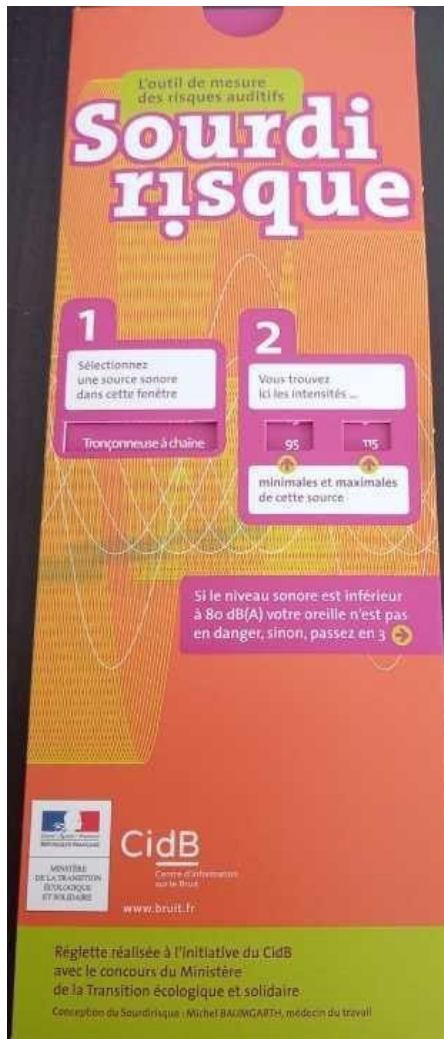 L'outil de mesure
des risques auditifs
Sourdi
risque
1
Sélectionnez
une source sonore
dans cette fenêtre
Tronçonneuse à chaîne
2
Vous trouvez
ici les intensités ...
95 115
minimales et maximales
de cette source
Si le niveau sonore est inférieur
à 80 dB(A) votre oreille n'est pas
en danger, sinon, passez en 3
RÉPUBLIQUE FRANÇAISE
MINISTÈRE
DE LA TRANSITION
ÉCOLOGIQUE
ET SOLIDAIRE
CidB
Centre d'information
sur le Bruit
www.bruit.fr
Réglette réalisée à l'initiative du CidB
avec le concours du Ministère
de la Transition écologique et solidaire
Conception du Sourdirisque : Michel BAUMGARTH, médecin du travail